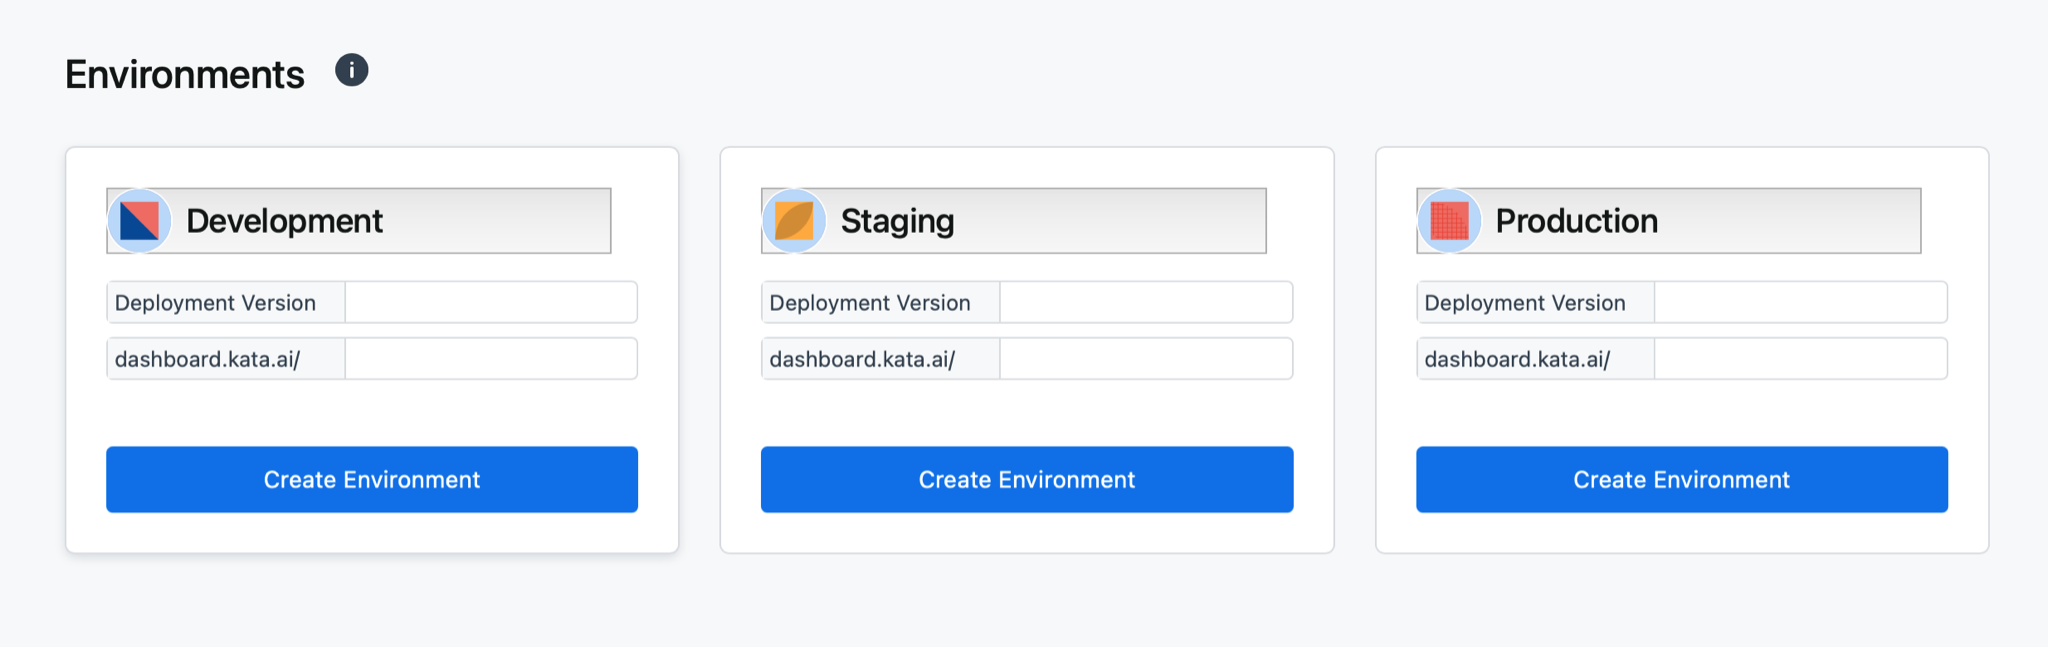 Environments i
Development
Deployment Version
dashboard.kata.ai/
Create Environment
Staging
Deployment Version
dashboard.kata.ai/
Create Environment
Production
Deployment Version
dashboard.kata.ai/
Create Environment